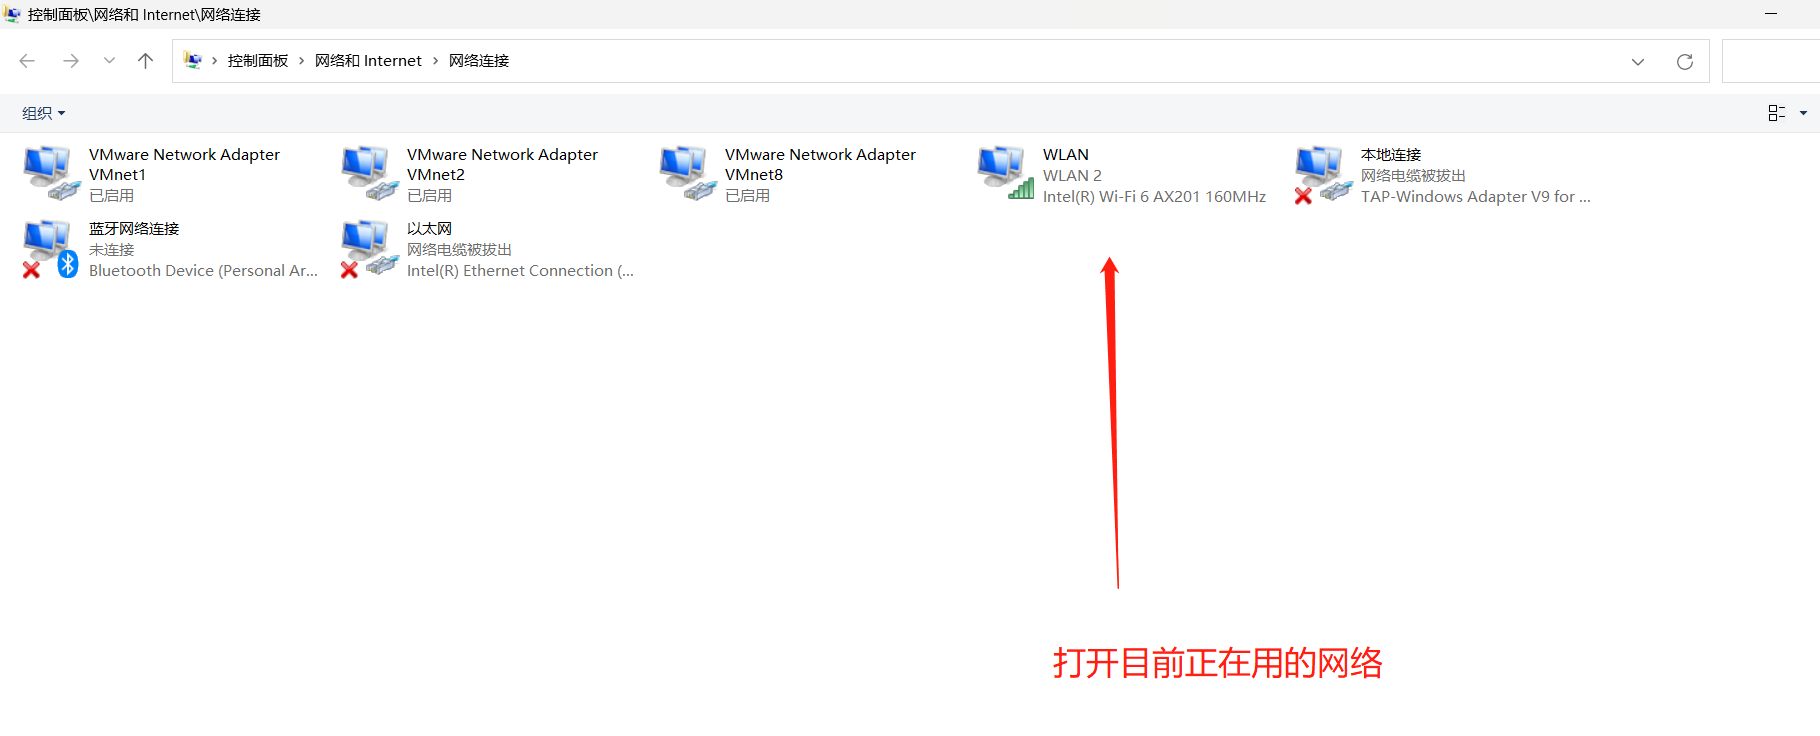 控制面板\网络和 Internet\网络连接
控制面板 › 网络和 Internet › 网络连接
组织
VMware Network Adapter
VMnet1
已启用
VMware Network Adapter
VMnet2
已启用
VMware Network Adapter
VMnet8
已启用
WLAN
WLAN 2
Intel(R) Wi-Fi 6 AX201 160MHz
本地连接
网络电缆被拔出
TAP-Windows Adapter V9 for ...
蓝牙网络连接
未连接
Bluetooth Device (Personal Ar...
以太网
网络电缆被拔出
Intel(R) Ethernet Connection (...
打开目前正在用的网络